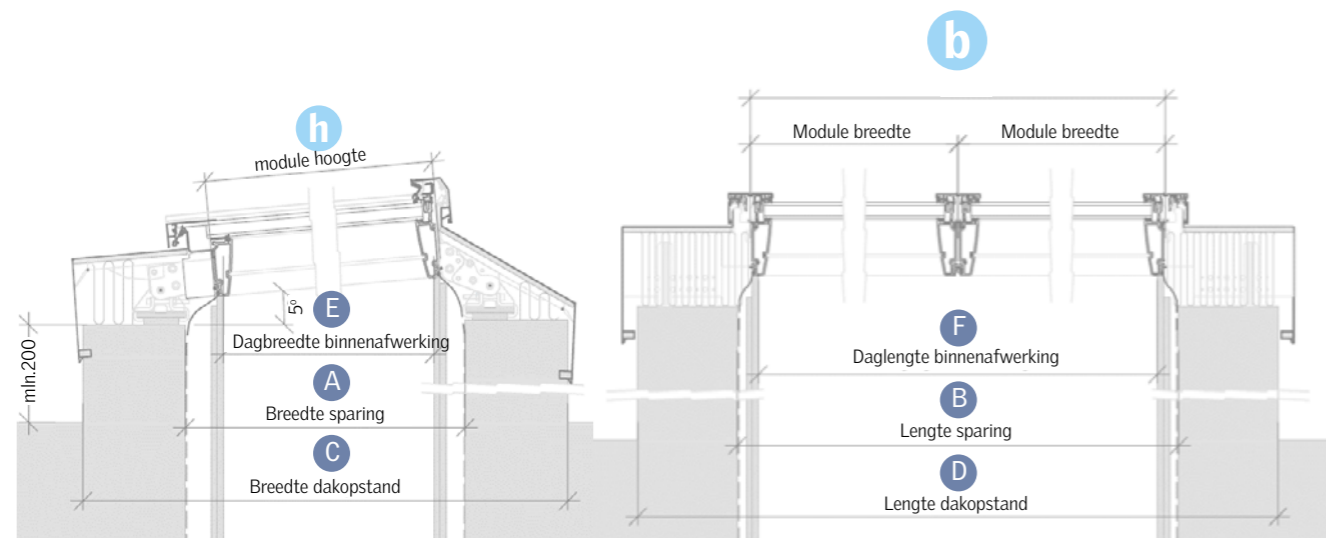 h
module hoogte
5°
E
Dagbreedte binnenafwerking
mln.200
A
Breedte sparing
C
Breedte dakopstand
b
Module breedte
Module breedte
F
Daglengte binnenafwerking
B
Lengte sparing
D
Lengte dakopstand